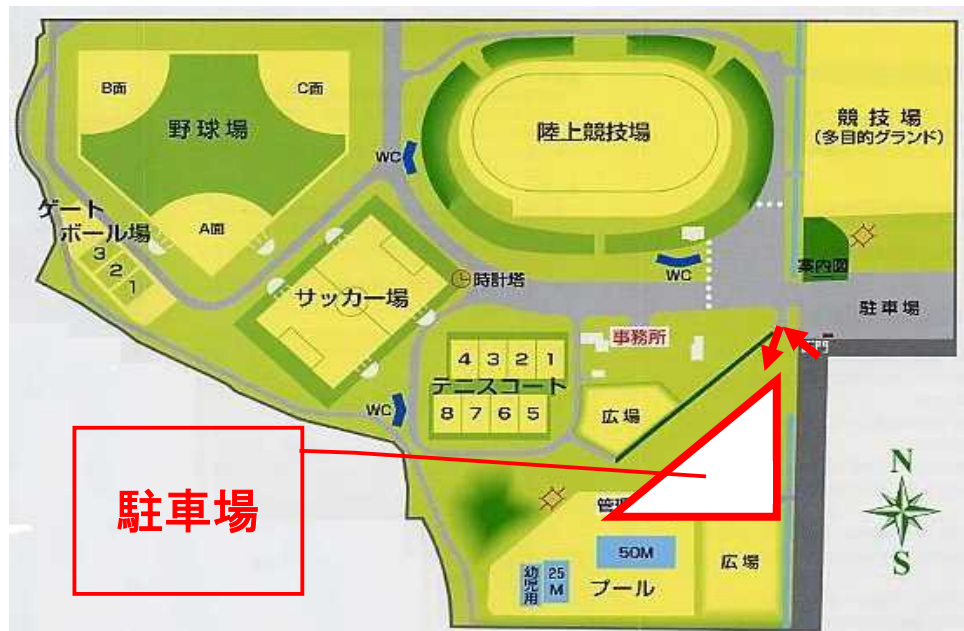 B面
C面
野球場
A面
WC
陸上競技場
競技場
(多目的グランド)
ゲート
ボール場
3
2
1
サッカー場
時計塔
WC
案内図
駐車場
事務所
4 3 2 1
テニスコート
8 7 6 5
WC
広場
駐車場
50M
幼児用
25M
プール
広場
N
S